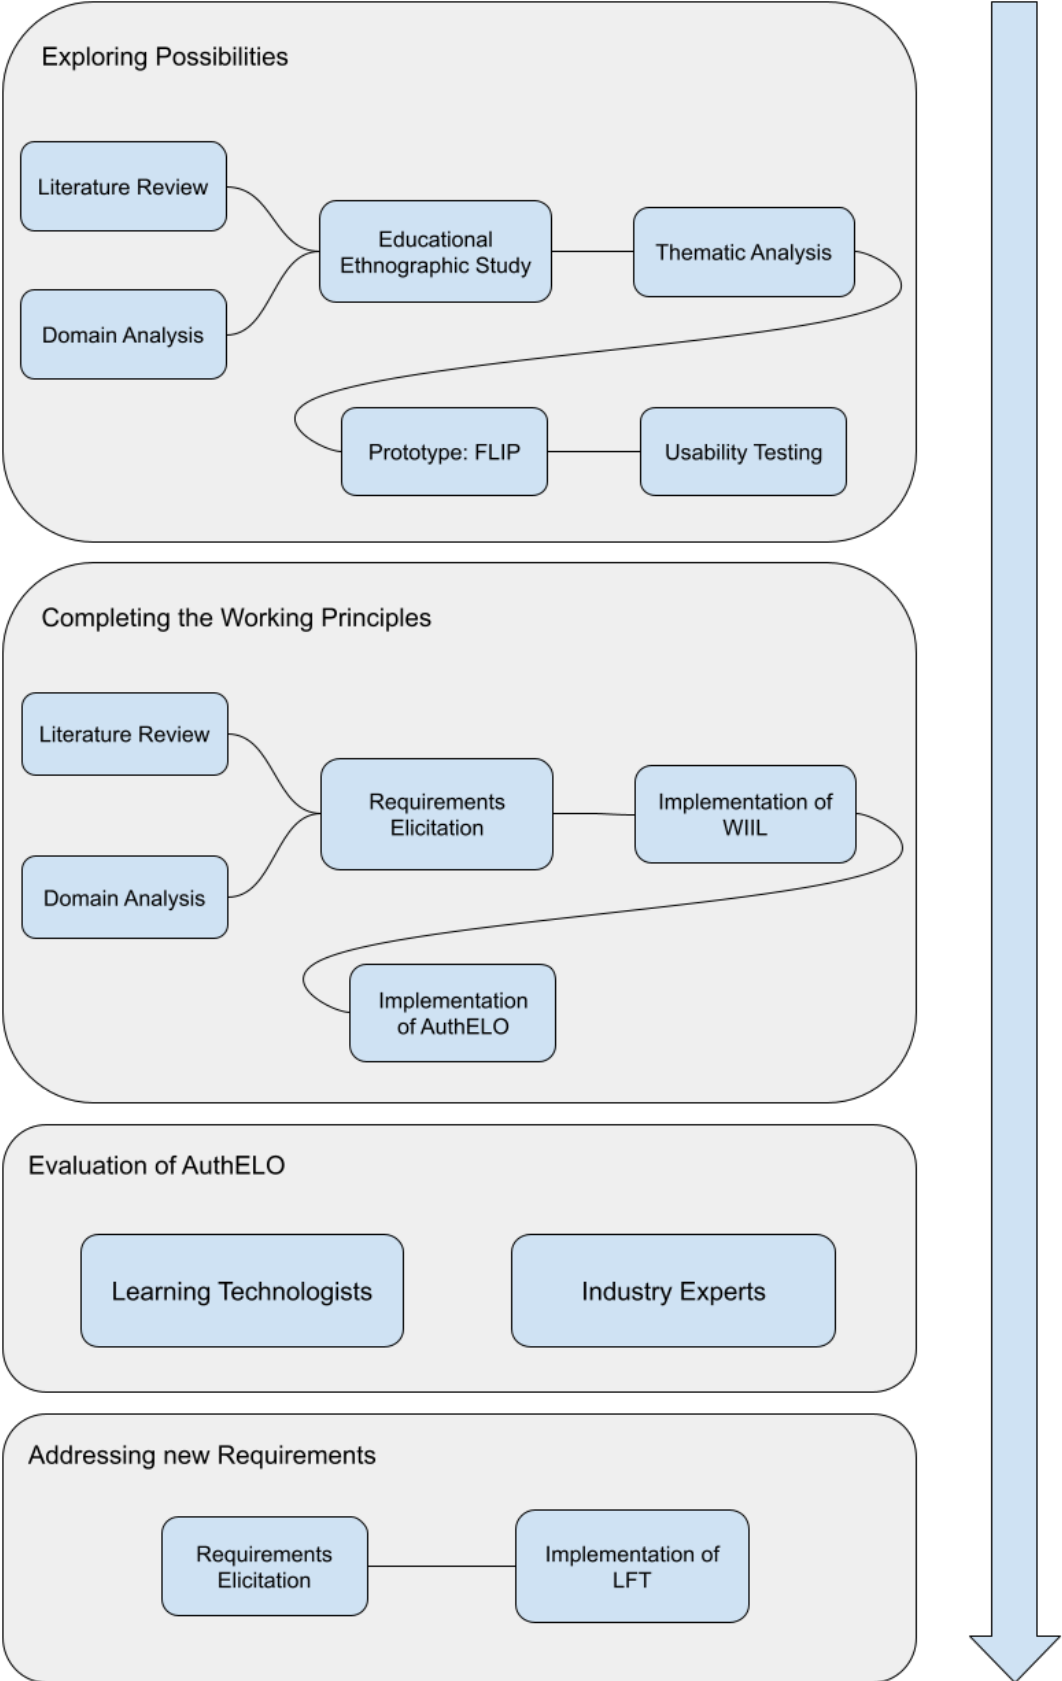 Exploring Possibilities
Literature Review
Educational
Ethnographic Study
Thematic Analysis
Domain Analysis
Prototype: FLIP
Usability Testing
Completing the Working Principles
Literature Review
Requirements
Elicitation
Implementation of
WIIL
Domain Analysis
Implementation
of AuthELO
Evaluation of AuthELO
Learning Technologists
Industry Experts
Addressing new Requirements
Requirements
Elicitation
Implementation of
LFT